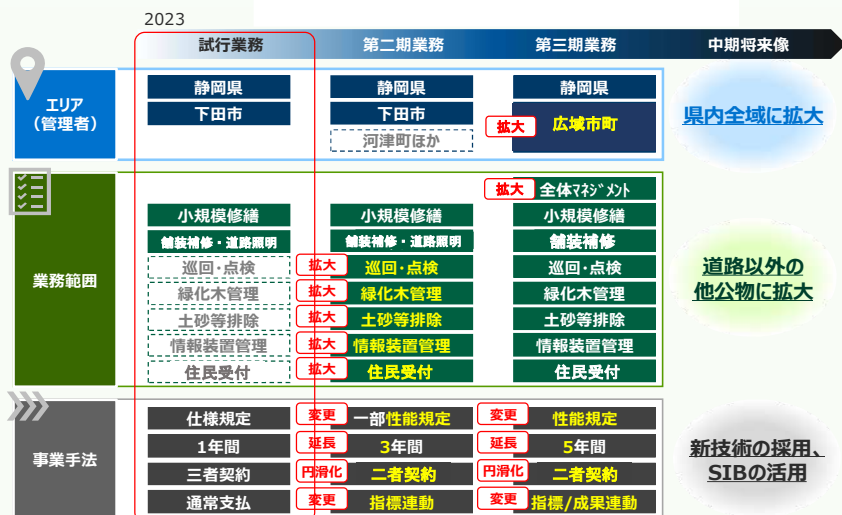 2023
試行業務 第二期業務 第三期業務 中期将来像
エリア
（管理者）
静岡県 静岡県 静岡県
下田市 下田市 拡大 広域市町
河津町ほか
県内全域に拡大
業務範囲
拡大 全体ﾏﾈｼﾞﾒﾝﾄ
小規模修繕 小規模修繕 小規模修繕
舗装補修・道路照明 舗装補修・道路照明 舗装補修
巡回・点検 拡大 巡回・点検 巡回・点検
緑化木管理 拡大 緑化木管理 緑化木管理
土砂等排除 拡大 土砂等排除 土砂等排除
情報装置管理 拡大 情報装置管理 情報装置管理
住民受付 拡大 住民受付 住民受付
道路以外の
他公物に拡大
事業手法
仕様規定 変更 一部性能規定 変更 性能規定
1年間 延長 3年間 延長 5年間
三者契約 円滑化 二者契約 円滑化 二者契約
通常支払 変更 指標連動 変更 指標/成果連動
新技術の採用、
SIBの活用